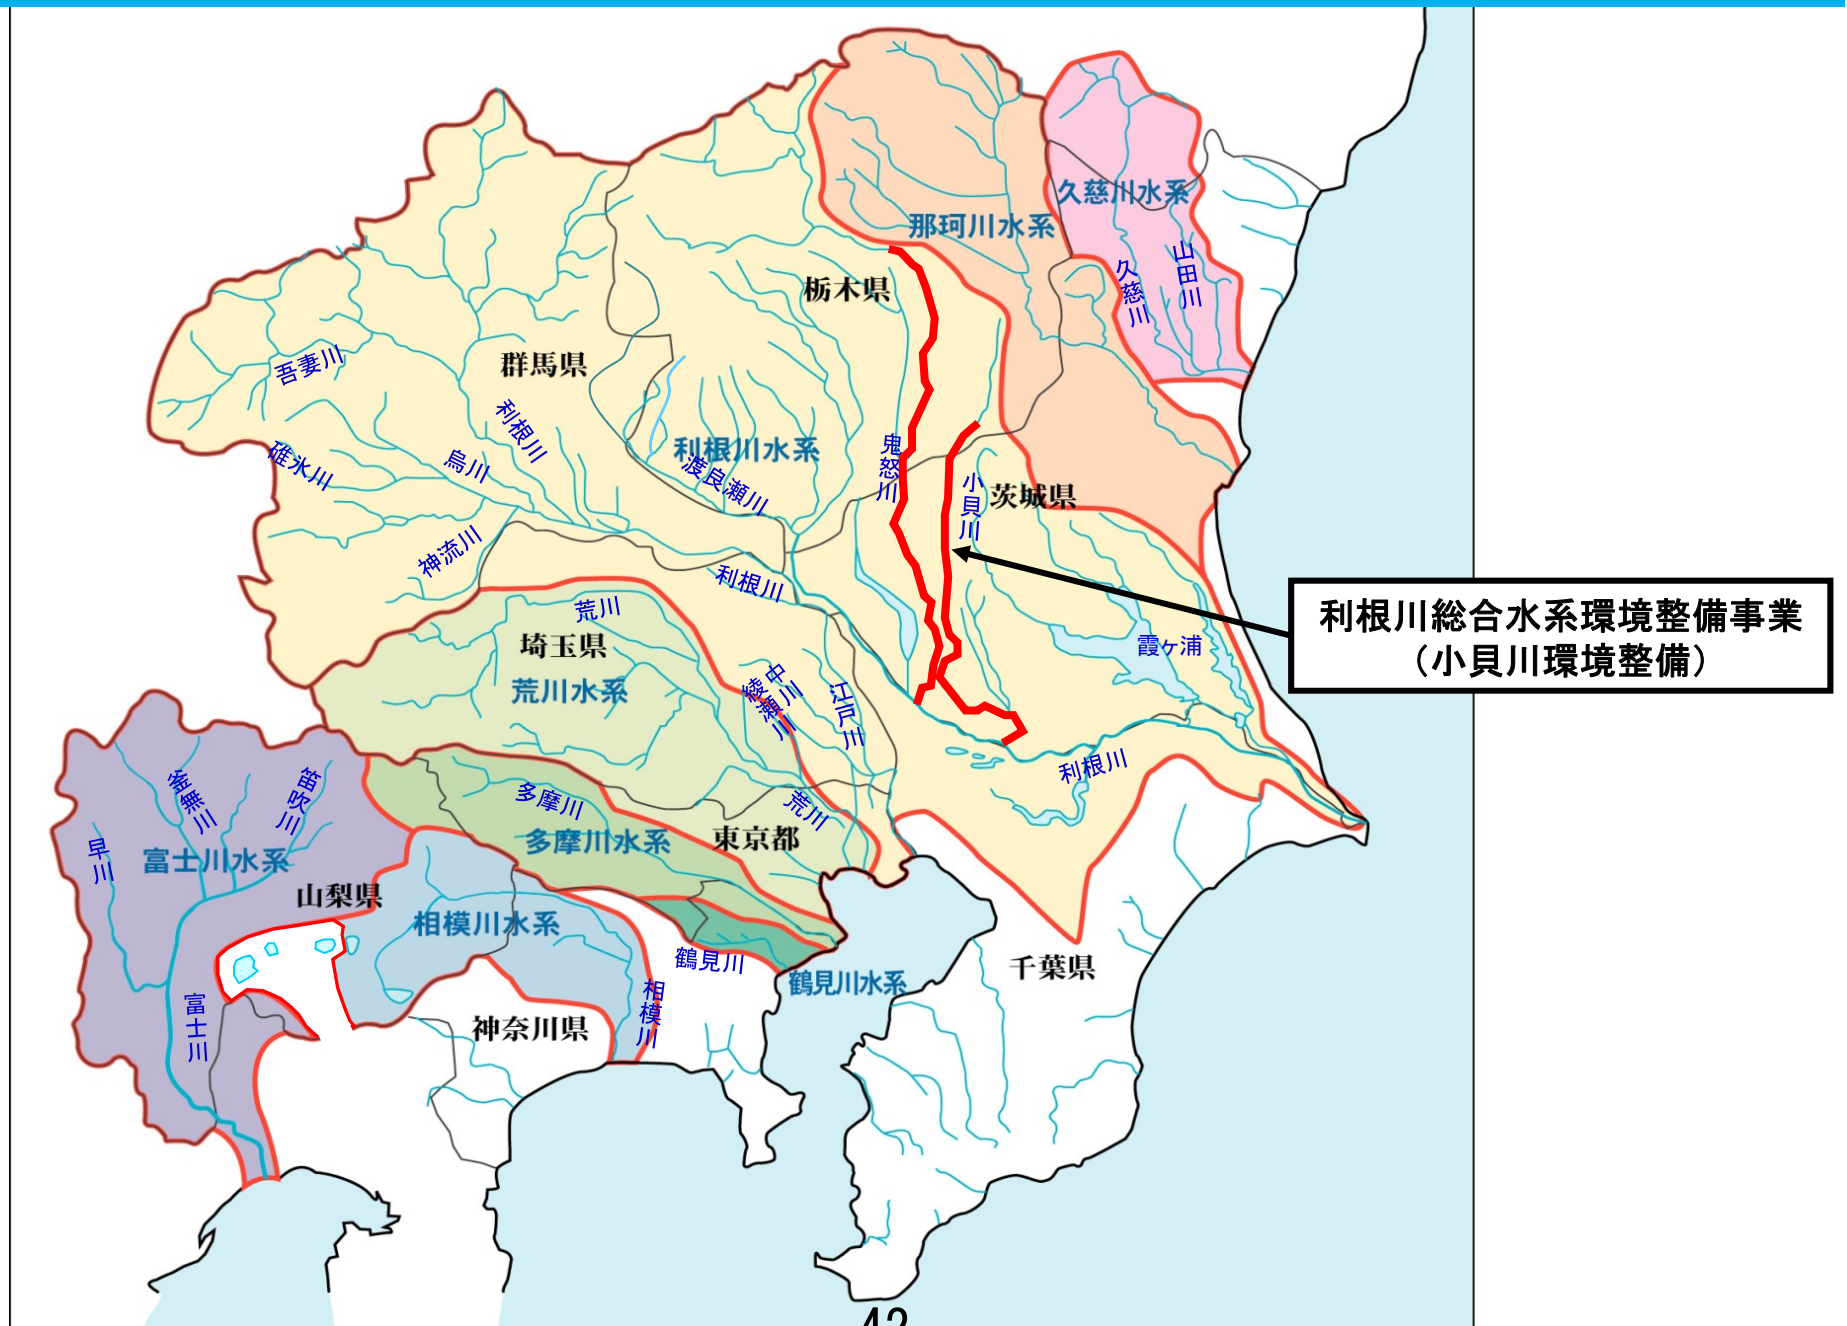 久慈川水系
那珂川水系
山田川
久慈川
栃木県
群馬県
吾妻川
利根川
利根川水系
碓氷川
烏川
渡良瀬川
鬼怒川
小貝川
茨城県
神流川
利根川
荒川
利根川総合水系環境整備事業
（小貝川環境整備）
埼玉県
霞ヶ浦
荒川水系
中川
綾瀬川
江戸川
利根川
釜無川
笛吹川
多摩川
荒川
早川
富士川水系
多摩川水系
東京都
山梨県
相模川水系
鶴見川
千葉県
鶴見川水系
富士川
相模川
神奈川県
42